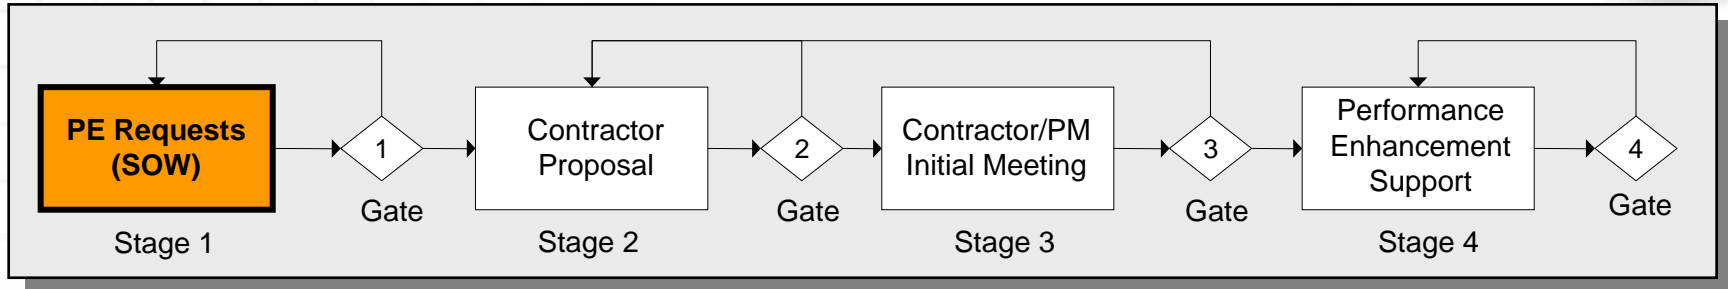 PE Requests
(SOW)
1
Gate
Stage 1
Contractor
Proposal
2
Gate
Stage 2
Contractor/PM
Initial Meeting
3
Gate
Stage 3
Performance
Enhancement
Support
4
Gate
Stage 4